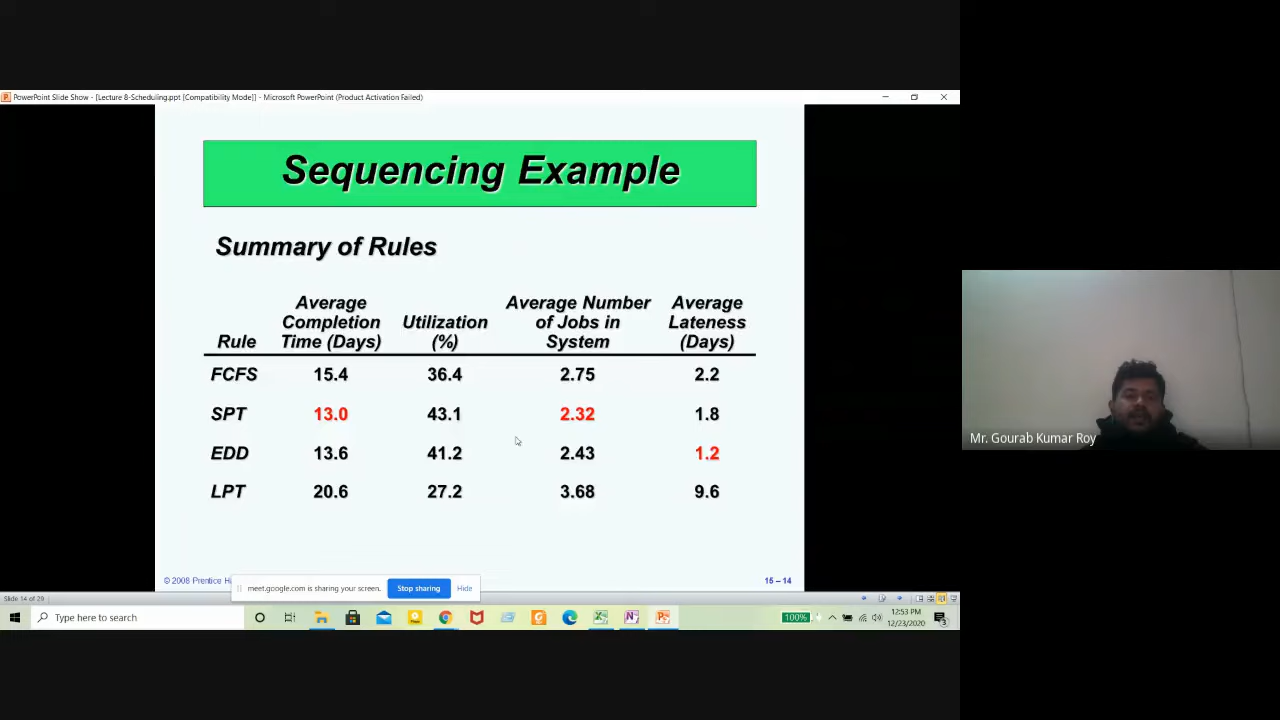 PowerPoint Slide Show - [Lecture 8-Scheduling.ppt [Compatibility Mode]] - Microsoft PowerPoint (Product Activation Failed)
Sequencing Example
Summary of Rules
Average Average Number Average
Completion Utilization of Jobs in Lateness
Rule Time (Days) (%) System (Days)
FCFS 15.4 36.4 2.75 2.2
SPT 13.0 43.1 2.32 1.8
EDD 13.6 41.2 2.43 1.2
LPT 20.6 27.2 3.68 9.6
Mr. Gourab Kumar Roy
© 2008 Prentice
15 – 14
meet.google.com is sharing your screen. Stop sharing Hide
Slide 14 of 29
Type here to search
100%
12:53 PM
12/23/2020